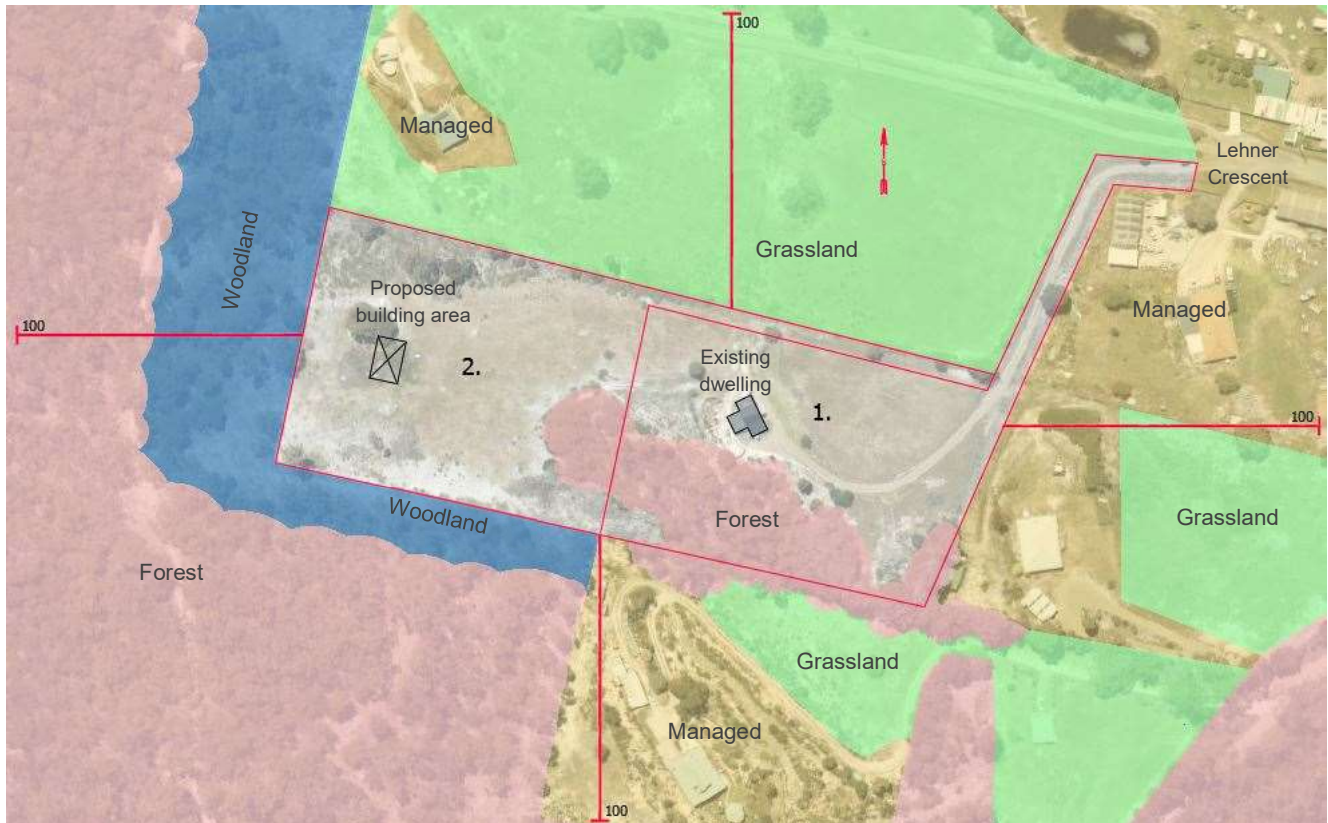 100
Managed
Lehner
Crescent
Woodland
Grassland
Proposed
building area
Managed
100
Existing
dwelling
2.
1.
100
Woodland
Forest
Grassland
Forest
Grassland
Managed
100